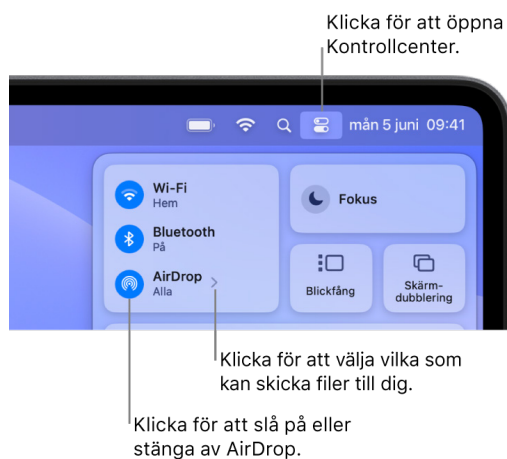 Klicka för att öppna
Kontrollcenter.
mån 5 juni 09:41
Wi-Fi
Hem
Fokus
Bluetooth
På
AirDrop
Alla
Blickfång
Skärm-
dubblering
Klicka för att välja vilka som
kan skicka filer till dig.
Klicka för att slå på eller
stänga av AirDrop.